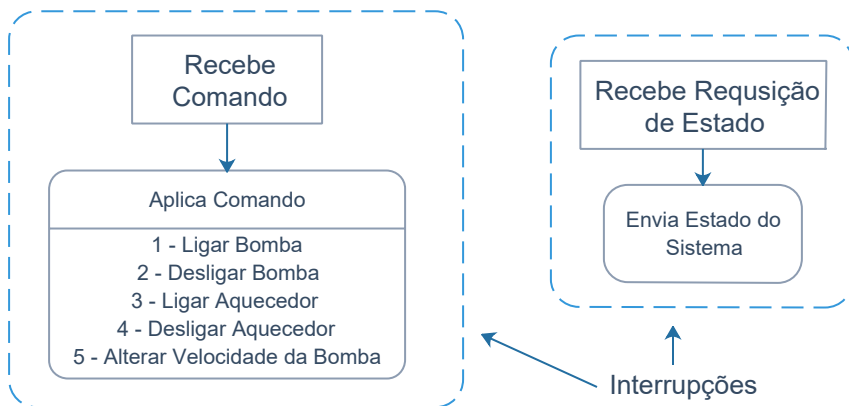 Recebe
Comando
Aplica Comando
1 - Ligar Bomba
2 - Desligar Bomba
3 - Ligar Aquecedor
4 - Desligar Aquecedor
5 - Alterar Velocidade da Bomba
Recebe Requsição
de Estado
Envia Estado do
Sistema
Interrupções